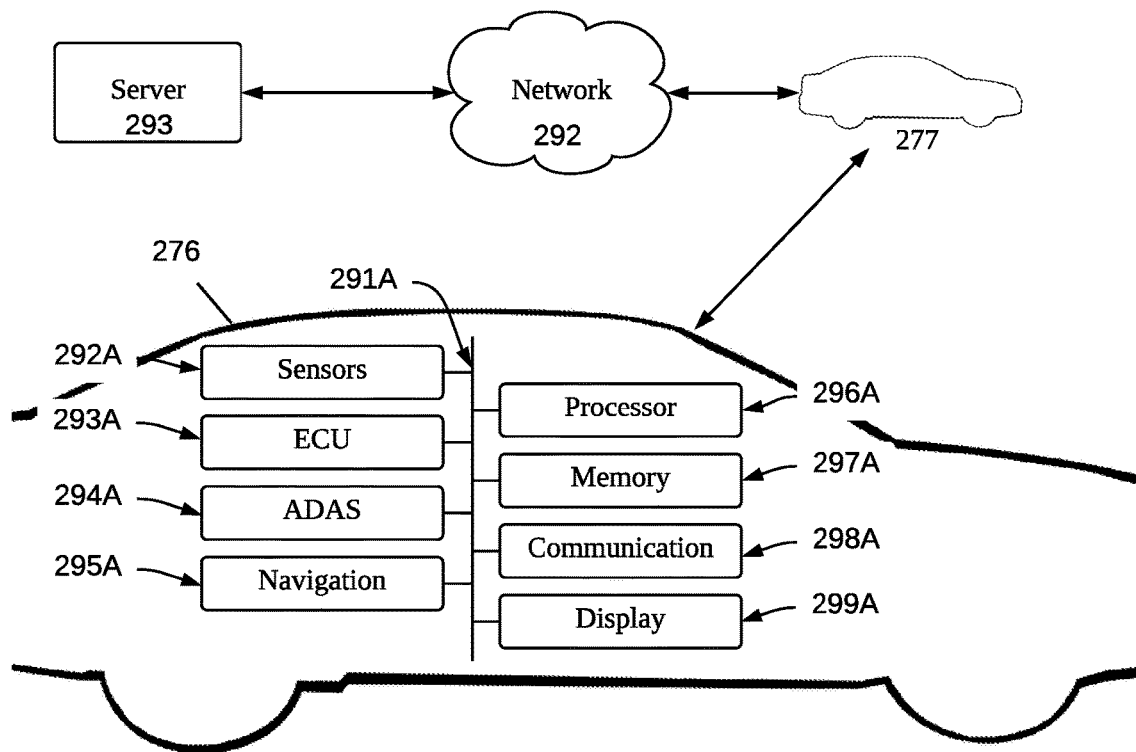 Server
293
Network
292
277
276
291A
292A
Sensors
293A
ECU
294A
ADAS
295A
Navigation
Processor
296A
Memory
297A
Communication
298A
Display
299A